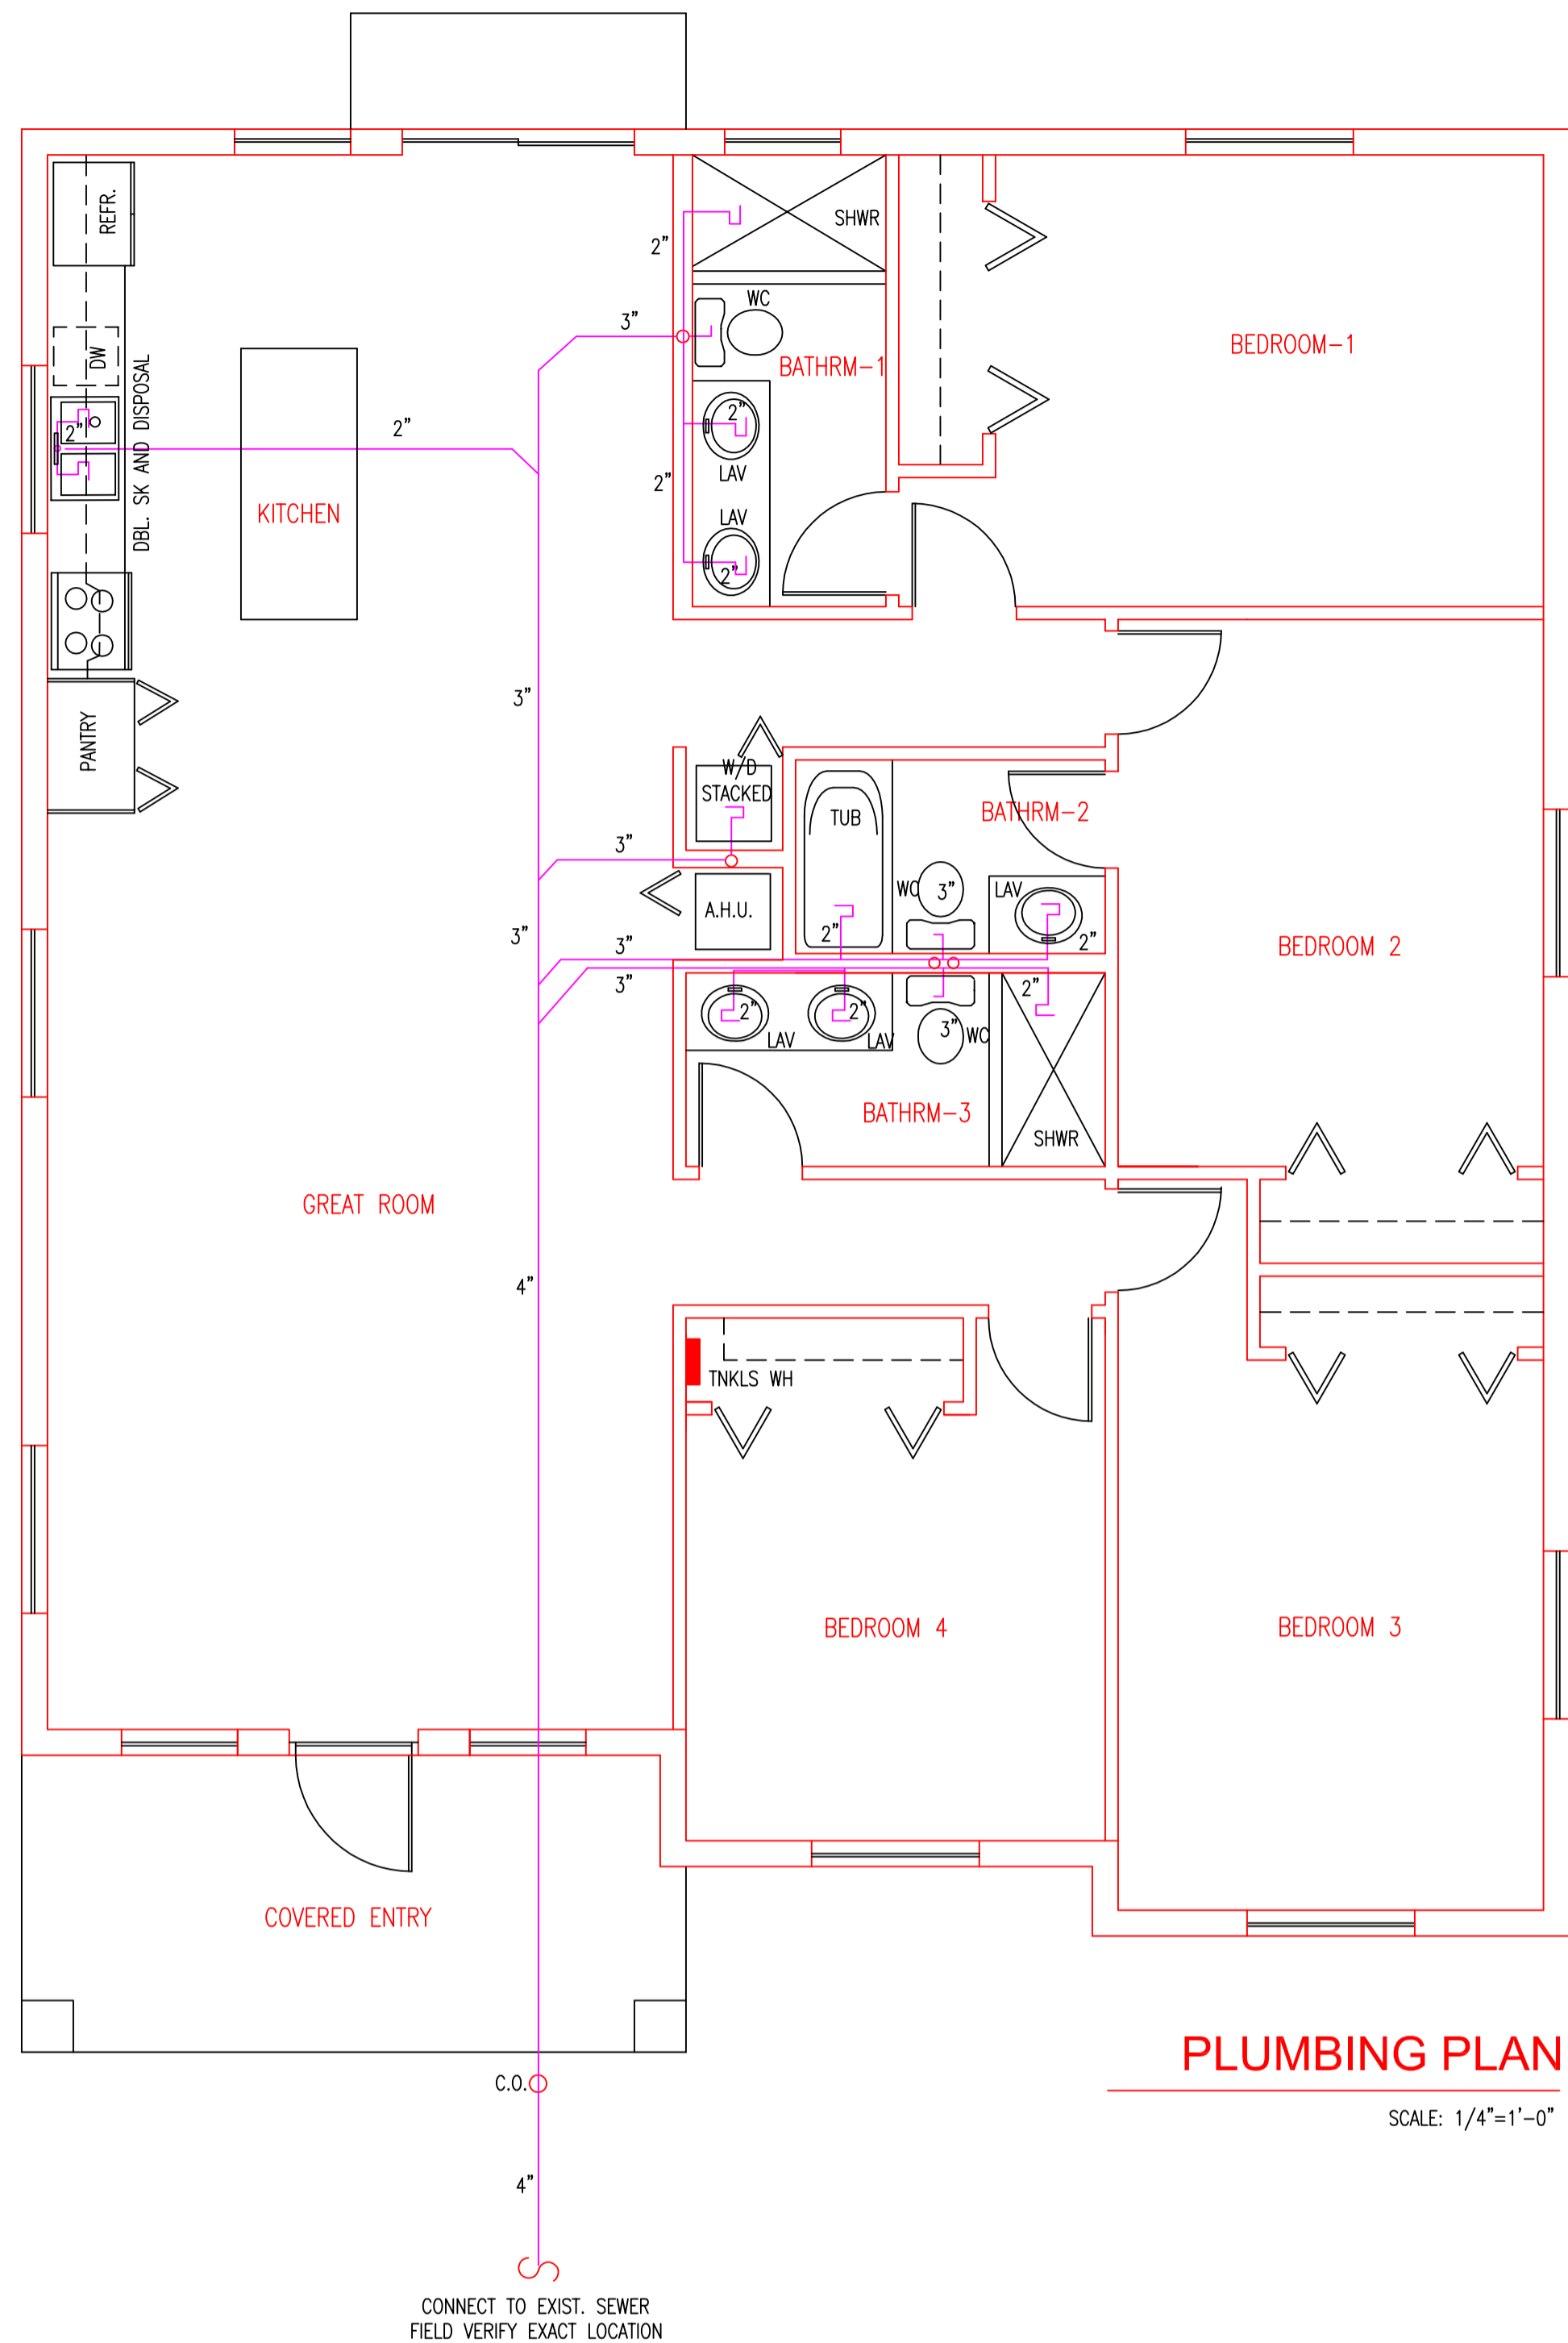 REFR.
SHWR
2"
3"
WC
BATHRM-1
BEDROOM-1
DW
DBL. SK AND DISPOSAL
2"
2"
2"
LAV
2"
KITCHEN
LAV
2"
3"
PANTRY
W/D
STACKED
TUB
BATHRM-2
3"
A.H.U.
WC
3"
LAV
3"
3"
2"
2"
BEDROOM 2
3"
2"
2"
2"
LAV
LAV
3"
WC
BATHRM-3
SHWR
GREAT ROOM
4"
TNKLS WH
BEDROOM 4
BEDROOM 3
COVERED ENTRY
PLUMBING PLAN
SCALE: 1/4"=1'-0"
C.O.
4"
S
CONNECT TO EXIST. SEWER
FIELD VERIFY EXACT LOCATION